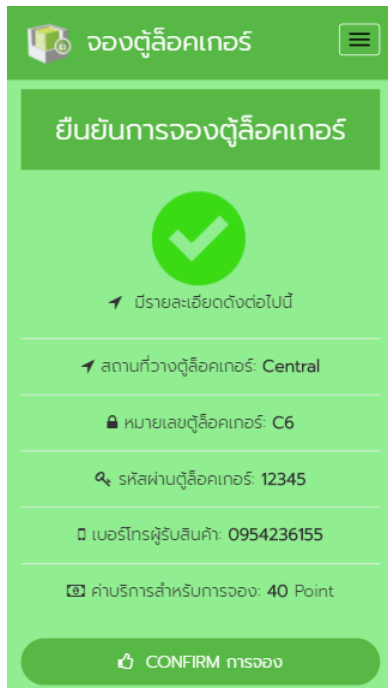 จองตู้ล็อคเกอร์
ยืนยันการจองตู้ล็อคเกอร์
มีรายละเอียดดังต่อไปนี้
สถานที่วางตู้ล็อคเกอร์: Central
หมายเลขตู้ล็อคเกอร์: C6
รหัสผ่านตู้ล็อคเกอร์: 12345
เบอร์โทรผู้รับสินค้า: 0954236155
ค่าบริการสำหรับการจอง: 40 Point
CONFIRM การจอง